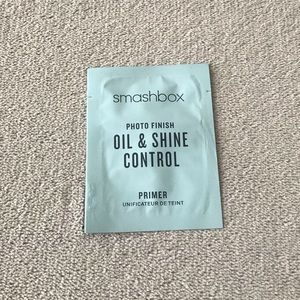 smashbox
PHOTO FINISH
OIL & SHINE
CONTROL
PRIMER
UNIFICATEUR DE TEINT